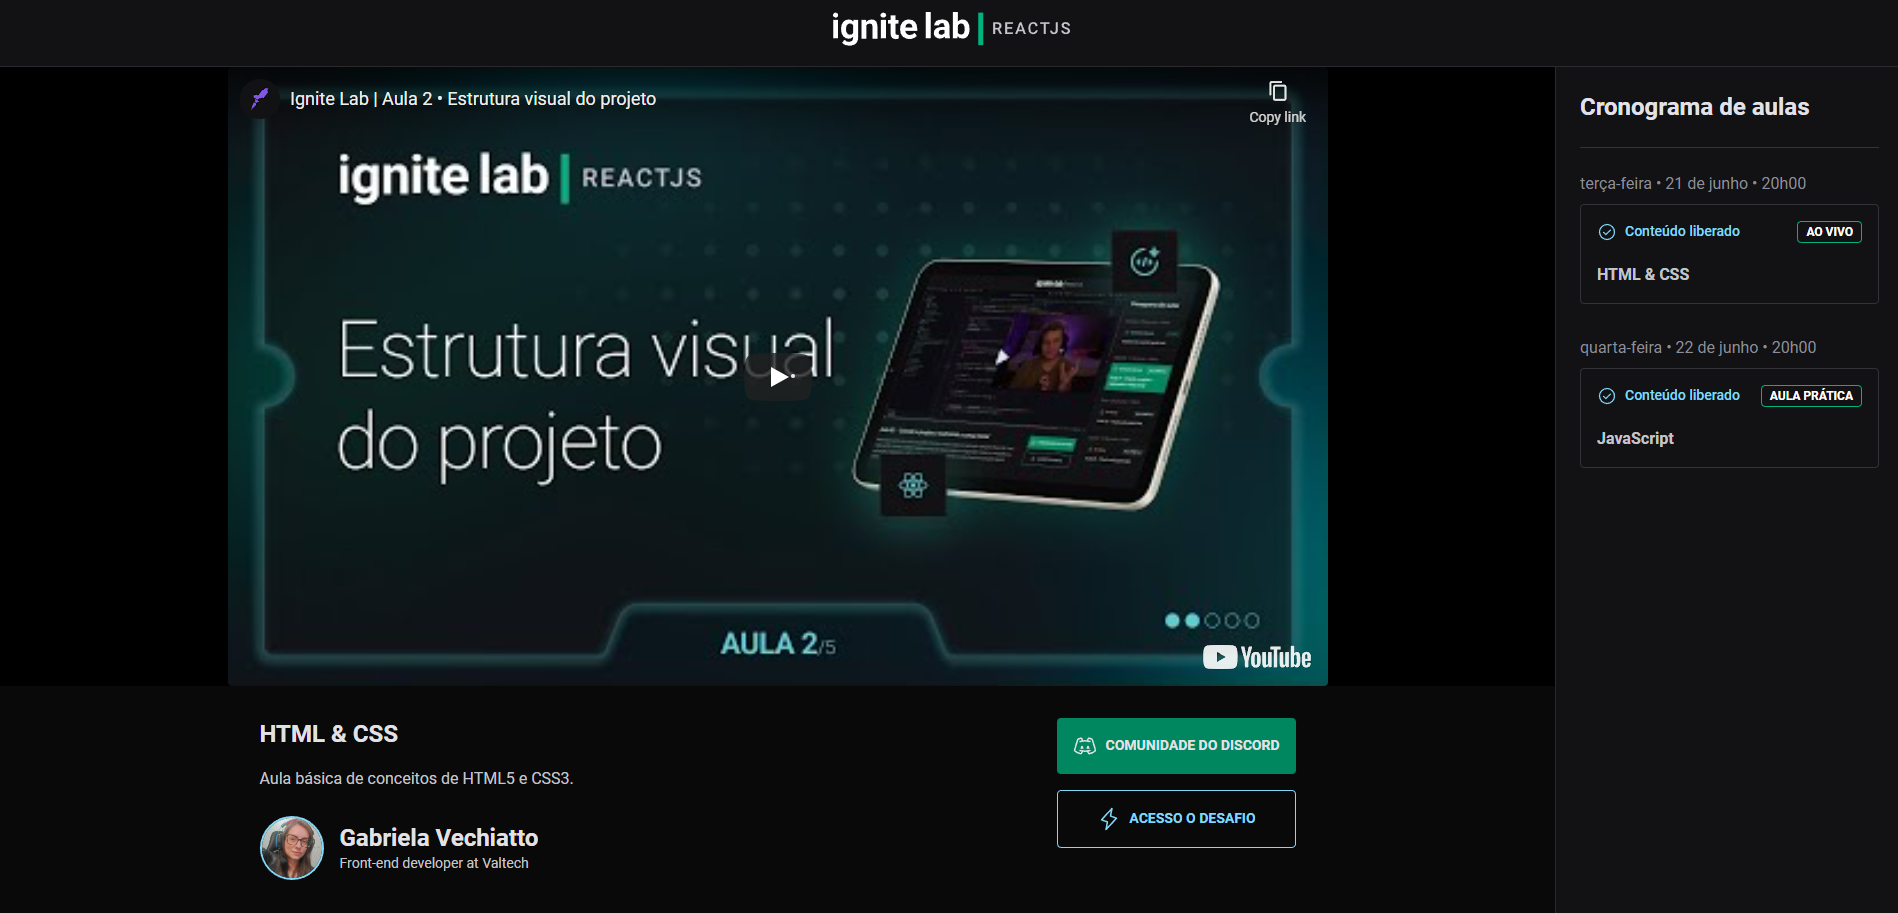 ignite lab | REACTJS
Ignite Lab | Aula 2 • Estrutura visual do projeto
Copy link
ignite lab | REACTJS
Estrutura visual
do projeto
AULA 2/5
YouTube
HTML & CSS
Aula básica de conceitos de HTML5 e CSS3.
Gabriela Vechiatto
Front-end developer at Valtech
COMUNIDADE DO DISCORD
ACESSO O DESAFIO
Cronograma de aulas
terça-feira • 21 de junho • 20h00
Conteúdo liberado AO VIVO
HTML & CSS
quarta-feira • 22 de junho • 20h00
Conteúdo liberado AULA PRÁTICA
JavaScript